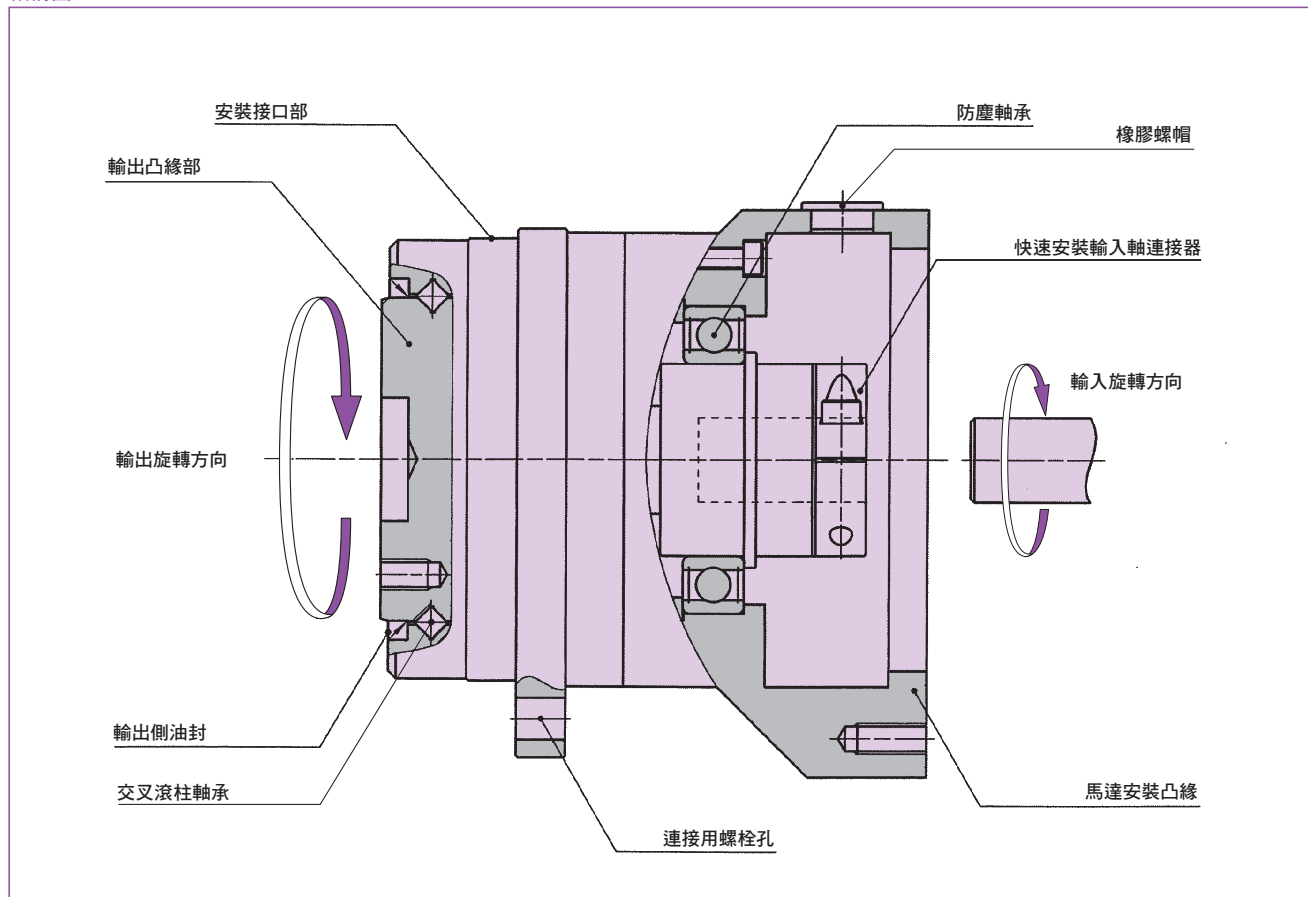 安裝接口部
防塵軸承
橡膠螺帽
輸出凸緣部
快速安裝輸入軸連接器
輸入旋轉方向
輸出旋轉方向
輸出側油封
交叉滾柱軸承
馬達安裝凸緣
連接用螺栓孔